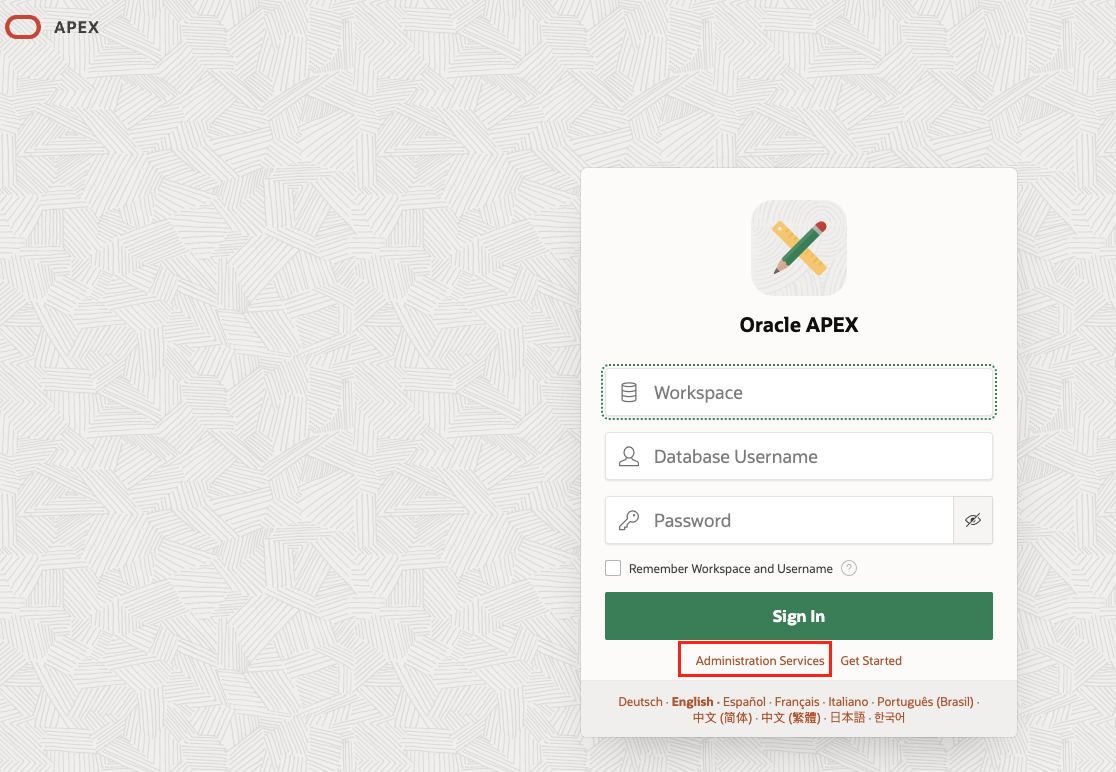 APEX
Oracle APEX
Workspace
Database Username
Password
Remember Workspace and Username ?
Sign In
Administration Services Get Started
Deutsch · English · Español · Français · Italiano · Português (Brasil) ·
中文 (简体) · 中文 (繁體) · 日本語 · 한국어